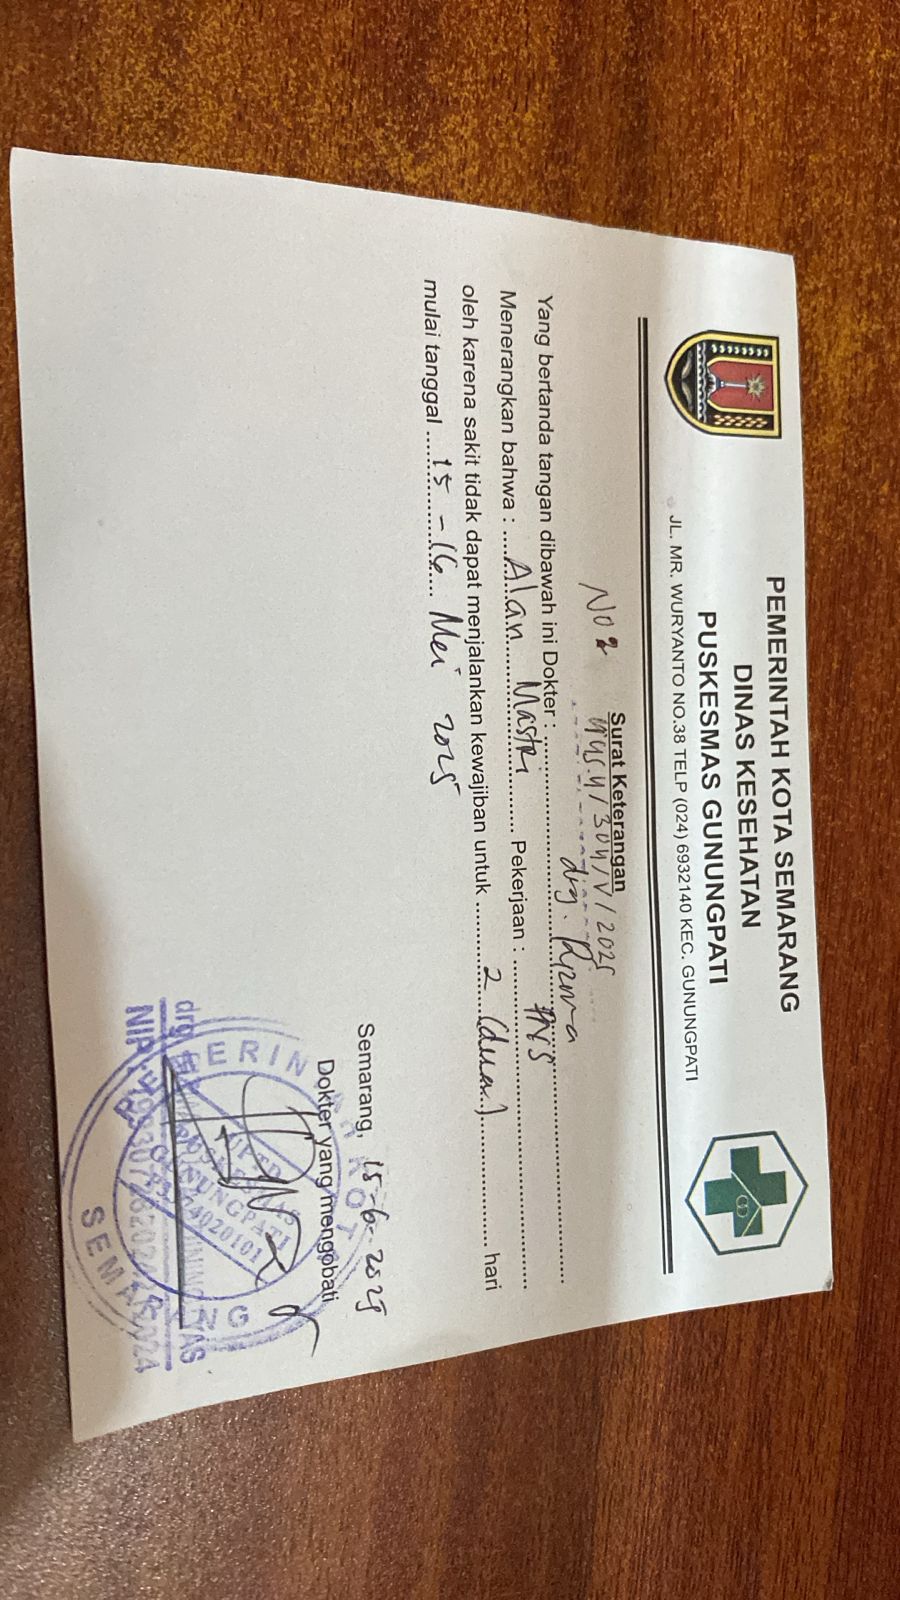 PEMERINTAH KOTA SEMARANG
DINAS KESEHATAN
PUSKESMAS GUNUNGPATI
JL. MR. WURYANTO NO.38 TELP (024) 6932140 KEC. GUNUNGPATI
Surat Keterangan
No : 445.4/304/V/2025
Yang bertanda tangan dibawah ini Dokter : drg. Rizma
Menerangkan bahwa : Alan Mastri Pekerjaan : PNS
oleh karena sakit tidak dapat menjalankan kewajiban untuk 2 (dua) hari
mulai tanggal 15 - 16 Mei 2025
Semarang, 15-6-2025
Dokter yang mengobati
PEMERINTAH KOTA
SEMARANG
UPTD
PUSKESMAS
GUNUNGPATI
P3374020101
drg.
NIP.